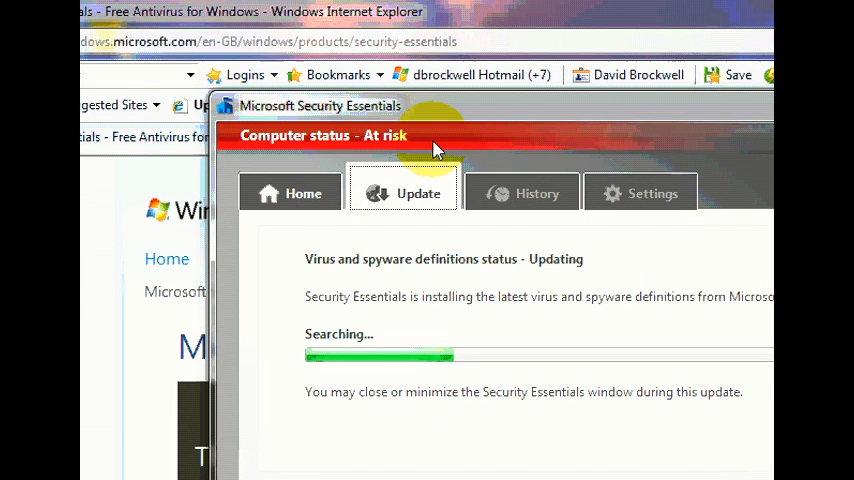 als - Free Antivirus for Windows - Windows Internet Explorer
dows.microsoft.com/en-GB/windows/products/security-essentials
Logins Bookmarks dbrockwell Hotmail (+7) David Brockwell Save
gested Sites Up
Microsoft Security Essentials
tials - Free Antivirus for
Computer status - At risk
Home Update History Settings
Win
Home
Virus and spyware definitions status - Updating
Microsoft
Security Essentials is installing the latest virus and spyware definitions from Microso
Searching...
M
You may close or minimize the Security Essentials window during this update.
T